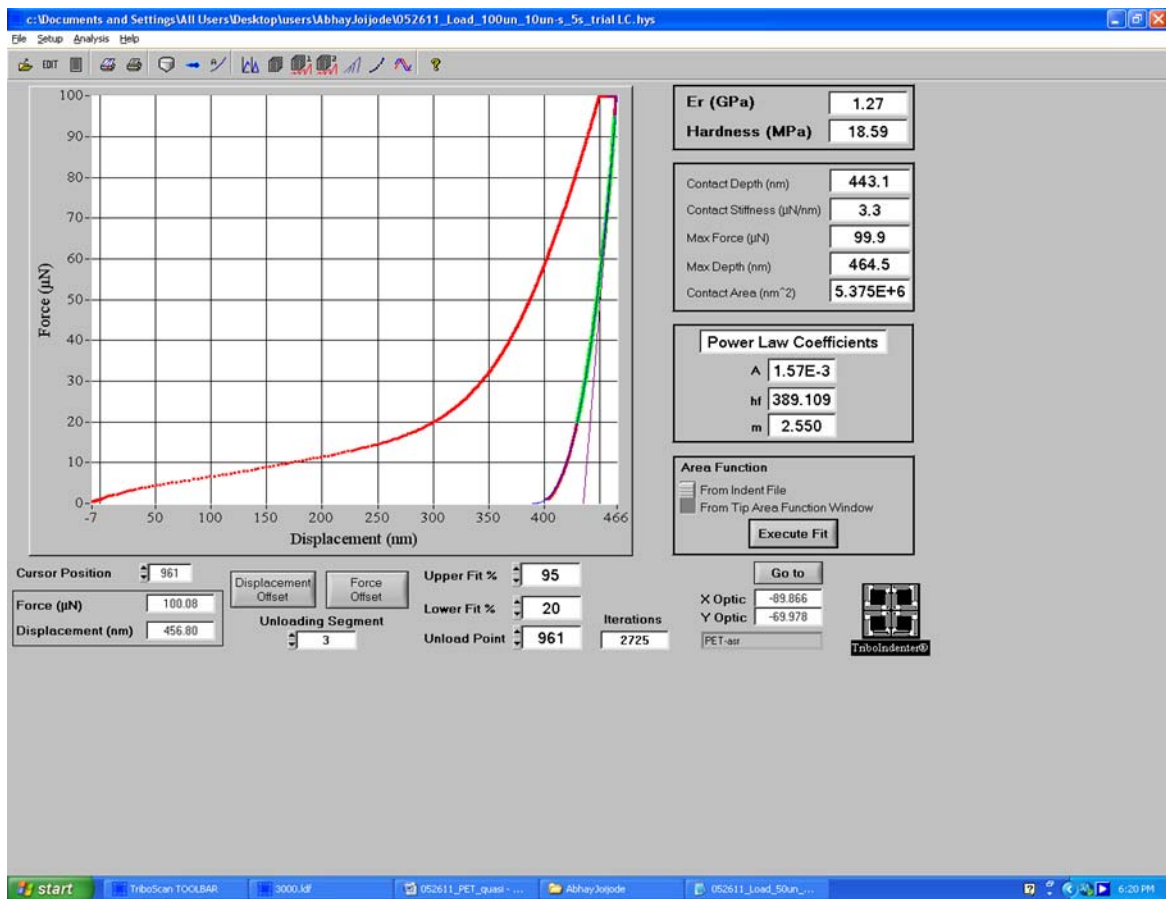 c:\Documents and Settings\All Users\Desktop\users\AbhayJoijode\052611_Load_100un_10un-s_5s_trial LC.hys
File Setup Analysis Help
EDIT
100-
90-
80-
70-
60-
50-
40-
30-
20-
10-
0-
Force (µN)
-7 50 100 150 200 250 300 350 400 466
Displacement (nm)
Er (GPa) 1.27
Hardness (MPa) 18.59
Contact Depth (nm) 443.1
Contact Stiffness (µN/nm) 3.3
Max Force (µN) 99.9
Max Depth (nm) 464.5
Contact Area (nm^2) 5.375E+6
Power Law Coefficients
A 1.57E-3
hf 389.109
m 2.550
Area Function
From Indent File
From Tip Area Function Window
Execute Fit
Cursor Position 961
Force (µN) 100.08
Displacement (nm) 456.80
Displacement Offset
Force Offset
Unloading Segment
3
Upper Fit % 95
Lower Fit % 20
Unload Point 961
Iterations
2725
Go to
X Optic -89.866
Y Optic -69.978
PET-asr
TriboIndenter®
start TriboScan TOOLBAR 3000.ldf 052611_PET_quasi - ... AbhayJoijode 052611_Load_50un_... 6:20 PM